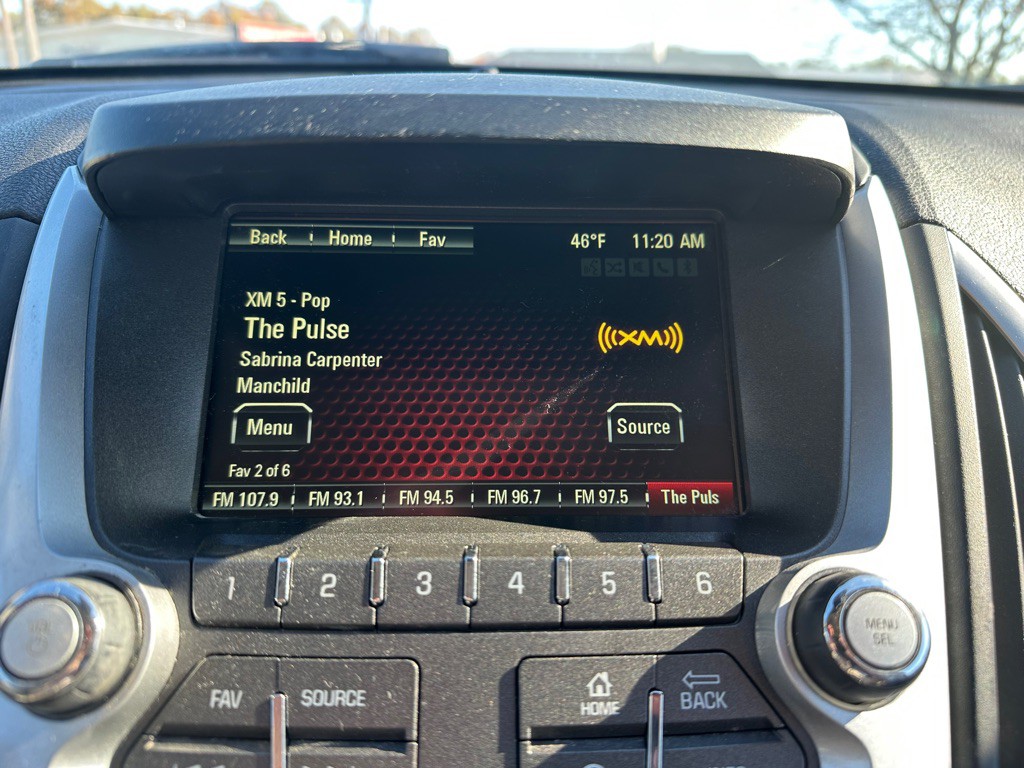 Back Home Fav 46°F 11:20 AM
XM 5 - Pop
The Pulse
XM
Sabrina Carpenter
Manchild
Menu Source
Fav 2 of 6
FM 107.9 FM 93.1 FM 94.5 FM 96.7 FM 97.5 The Puls
1 2 3 4 5 6
MENU
SEL
FAV SOURCE HOME BACK